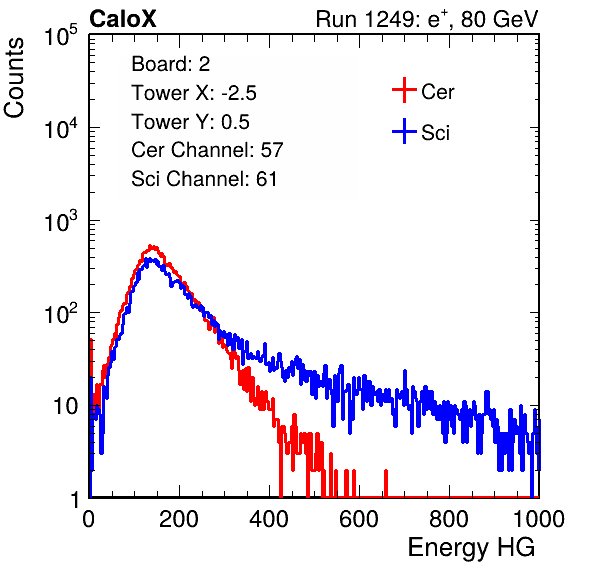 CaloX Run 1249: e⁺, 80 GeV
Counts
Board: 2
Tower X: -2.5
Tower Y: 0.5
Cer Channel: 57
Sci Channel: 61
Cer
Sci
10⁵
10⁴
10³
10²
10
1
0 200 400 600 800 1000
Energy HG